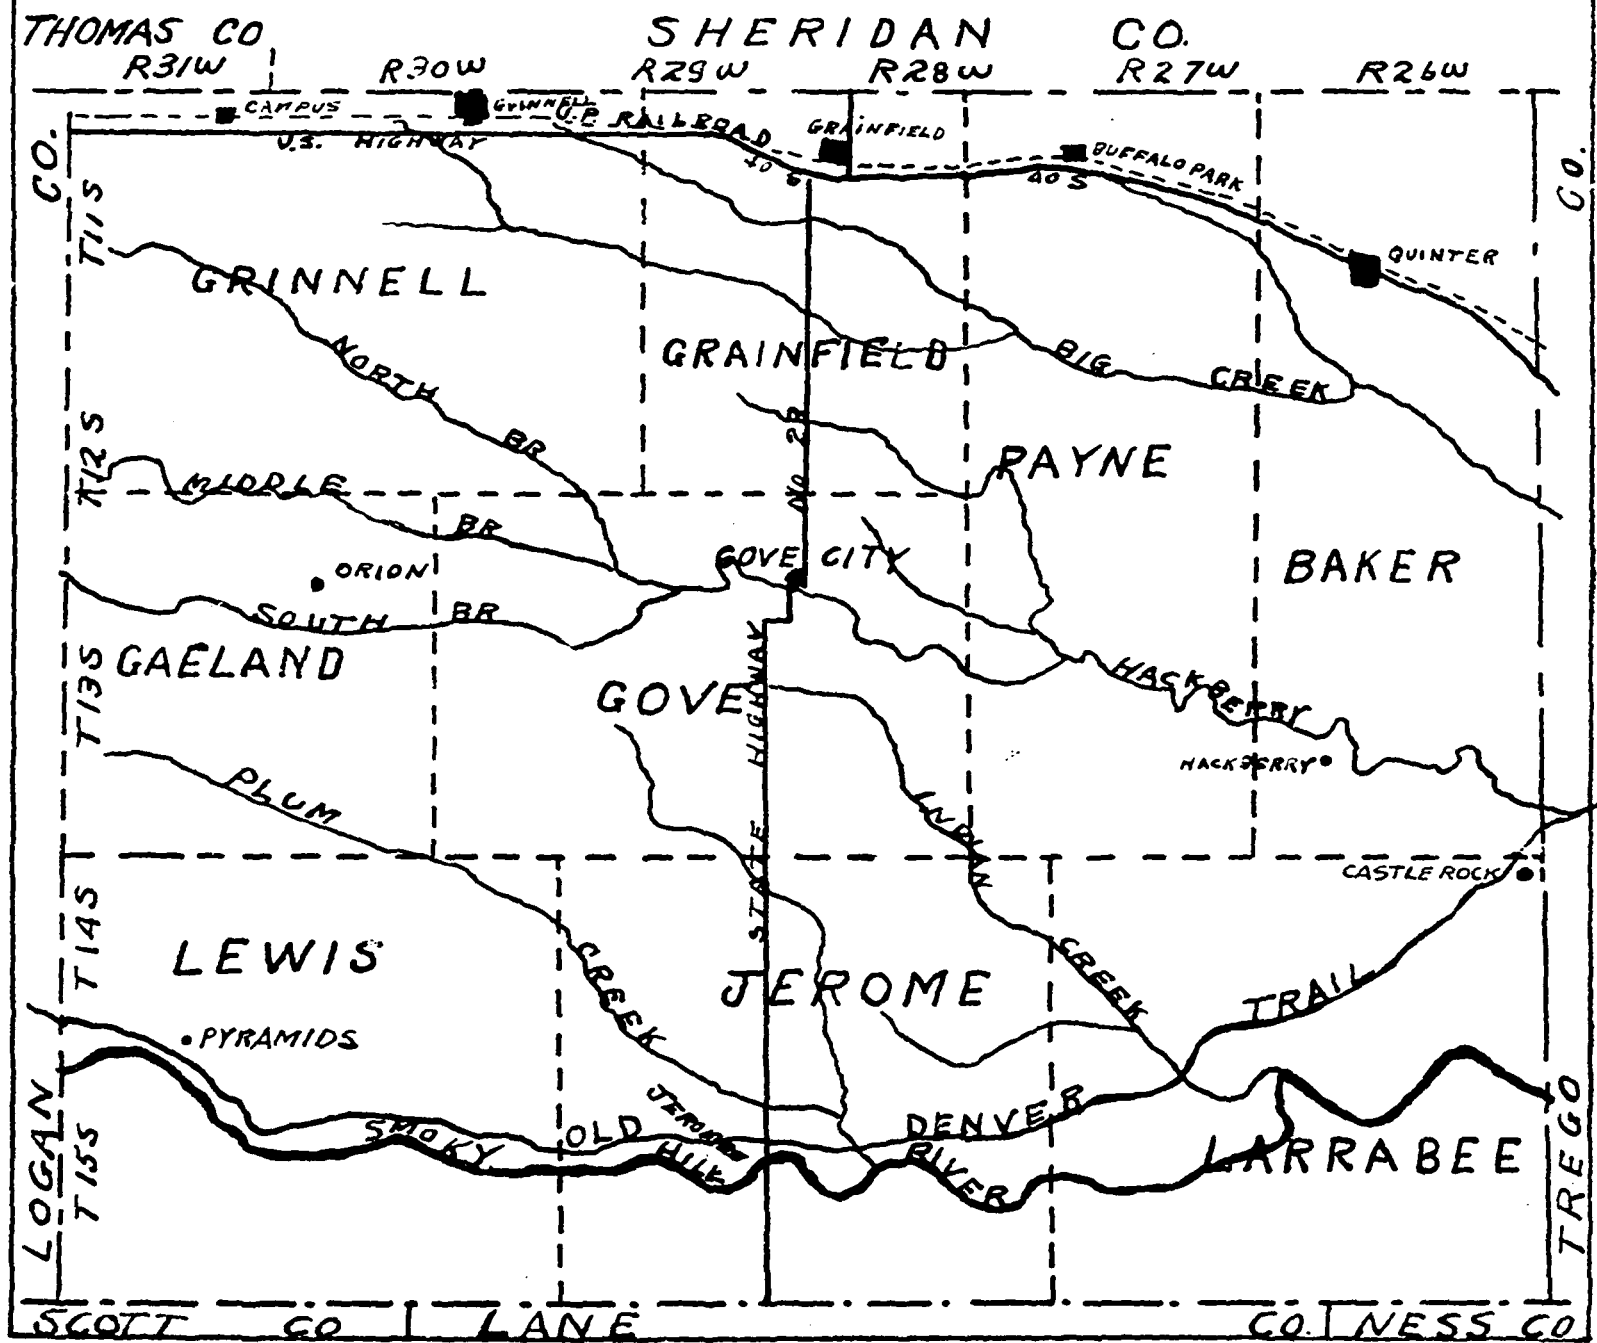 THOMAS CO
SHERIDAN CO.
R31W R30W R29W R28W R27W R26W
CAMPUS
GRINNELL
U.P. RAILROAD
GRAINFIELD
U.S. HIGHWAY
40 S
BUFFALO PARK
40 S
CO.
CO.
T11S
QUINTER
GRINNELL
NORTH BR
GRAINFIELD
BIG CREEK
T12S
MIDDLE BR
NO 23
PAYNE
GOVE CITY
ORION
BAKER
SOUTH BR
GAELAND
T13S
GOVE
STATE HIGHWAY
HACKBERRY
HACKBERRY
PLUM CREEK
INDIAN CREEK
CASTLE ROCK
T14S
LEWIS
JEROME
TRAIL
PYRAMIDS
OLD DENVER
JEROME
SMOKY HILL RIVER
LARRABEE
LOGAN
T15S
TREGO
SCOTT CO LANE CO. NESS CO